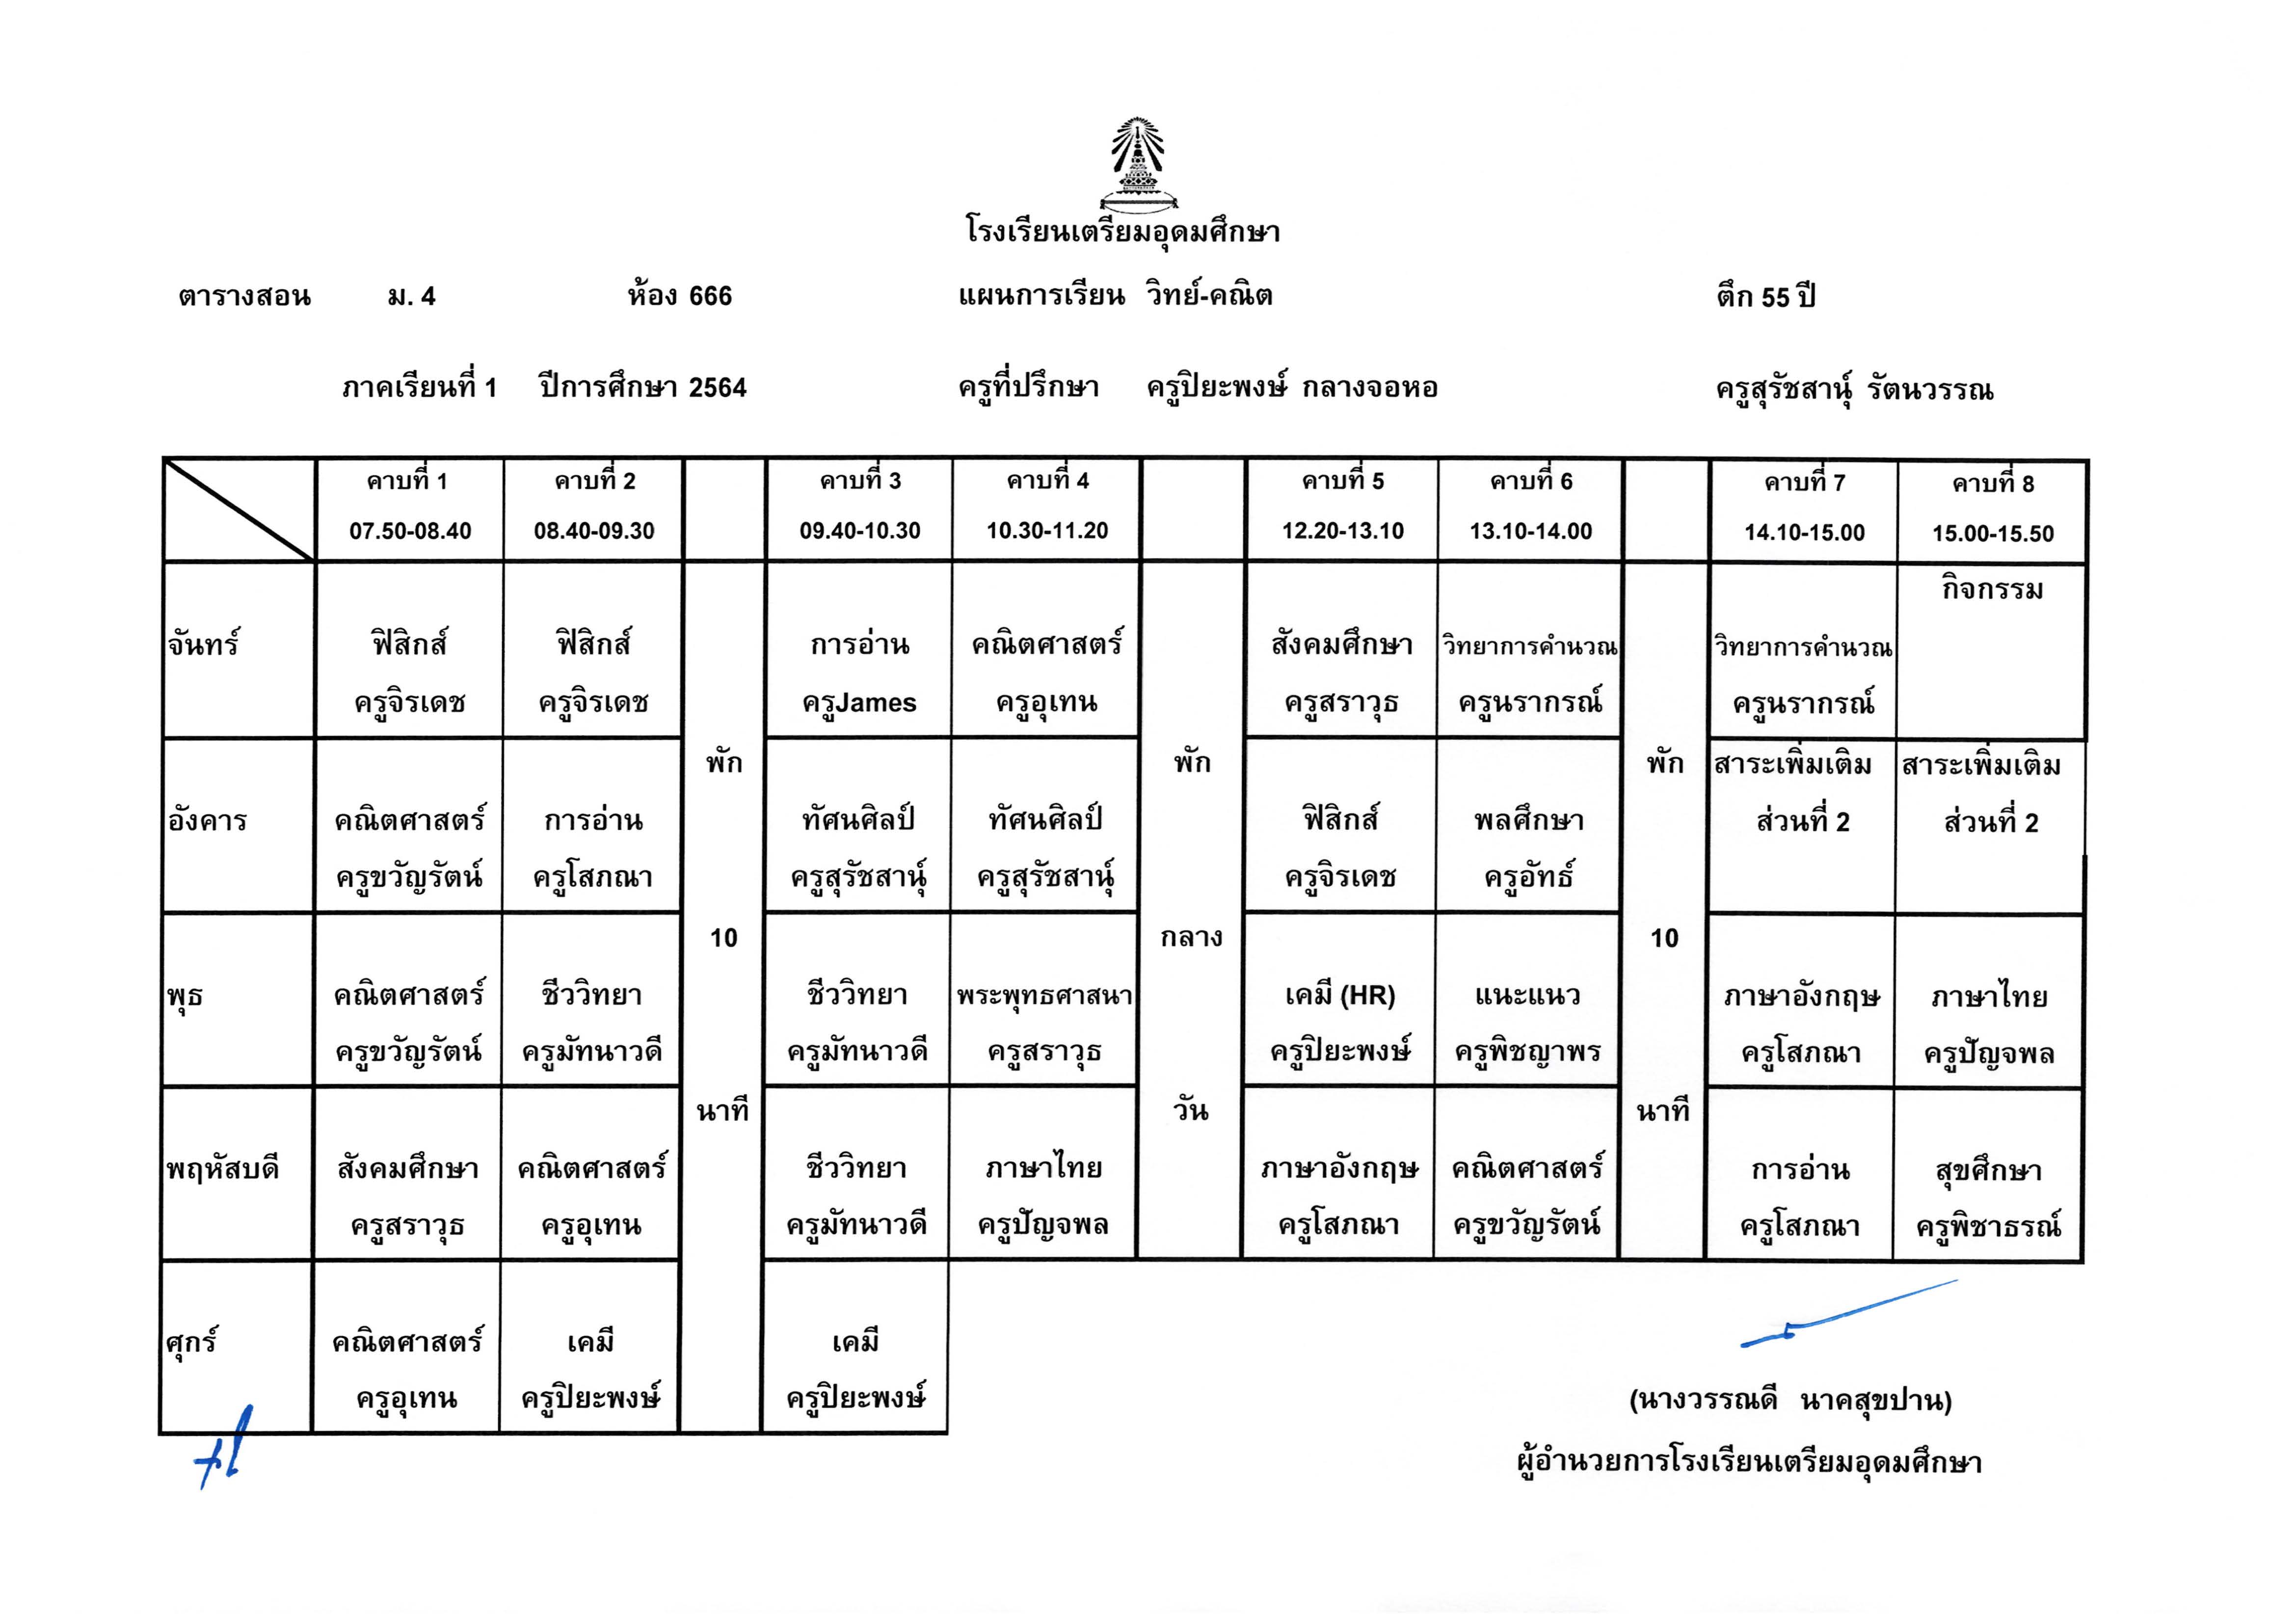 โรงเรียนเตรียมอุดมศึกษา
ตารางสอน ม. 4 ห้อง 666 แผนการเรียน วิทย์-คณิต ตึก 55 ปี
ภาคเรียนที่ 1 ปีการศึกษา 2564 ครูที่ปรึกษา ครูปิยะพงษ์ กลางจอหอ ครูสุรัชสานุ์ รัตนวรรณ
คาบที่ 1 คาบที่ 2 คาบที่ 3 คาบที่ 4 คาบที่ 5 คาบที่ 6 คาบที่ 7 คาบที่ 8
07.50-08.40 08.40-09.30 09.40-10.30 10.30-11.20 12.20-13.10 13.10-14.00 14.10-15.00 15.00-15.50
กิจกรรม
จันทร์ ฟิสิกส์ ฟิสิกส์ การอ่าน คณิตศาสตร์ สังคมศึกษา วิทยาการคำนวณ วิทยาการคำนวณ
ครูจิรเดช ครูจิรเดช ครูJames ครูอุเทน ครูสราวุธ ครูนรากรณ์ ครูนรากรณ์
พัก พัก พัก สาระเพิ่มเติม สาระเพิ่มเติม
อังคาร คณิตศาสตร์ การอ่าน ทัศนศิลป์ ทัศนศิลป์ ฟิสิกส์ พลศึกษา ส่วนที่ 2 ส่วนที่ 2
ครูขวัญรัตน์ ครูโสภณา ครูสุรัชสานุ์ ครูสุรัชสานุ์ ครูจิรเดช ครูอัทธ์
10 กลาง 10
พุธ คณิตศาสตร์ ชีววิทยา ชีววิทยา พระพุทธศาสนา เคมี (HR) แนะแนว ภาษาอังกฤษ ภาษาไทย
ครูขวัญรัตน์ ครูมัทนาวดี ครูมัทนาวดี ครูสราวุธ ครูปิยะพงษ์ ครูพิชญาพร ครูโสภณา ครูปัญจพล
นาที วัน นาที
พฤหัสบดี สังคมศึกษา คณิตศาสตร์ ชีววิทยา ภาษาไทย ภาษาอังกฤษ คณิตศาสตร์ การอ่าน สุขศึกษา
ครูสราวุธ ครูอุเทน ครูมัทนาวดี ครูปัญจพล ครูโสภณา ครูขวัญรัตน์ ครูโสภณา ครูพิชาธรณ์
ศุกร์ คณิตศาสตร์ เคมี เคมี
ครูอุเทน ครูปิยะพงษ์ ครูปิยะพงษ์
(นางวรรณดี นาคสุขปาน)
ผู้อำนวยการโรงเรียนเตรียมอุดมศึกษา